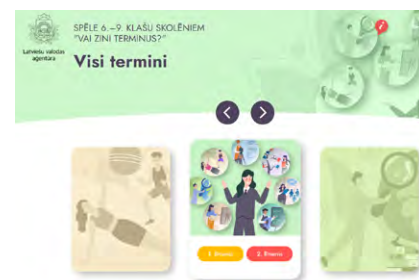 SPĒLE 6.–9. KLAŠU SKOLĒNIEM
"VAI ZINI TERMINUS?"
Latviešu valodas
aģentūra
Visi termini